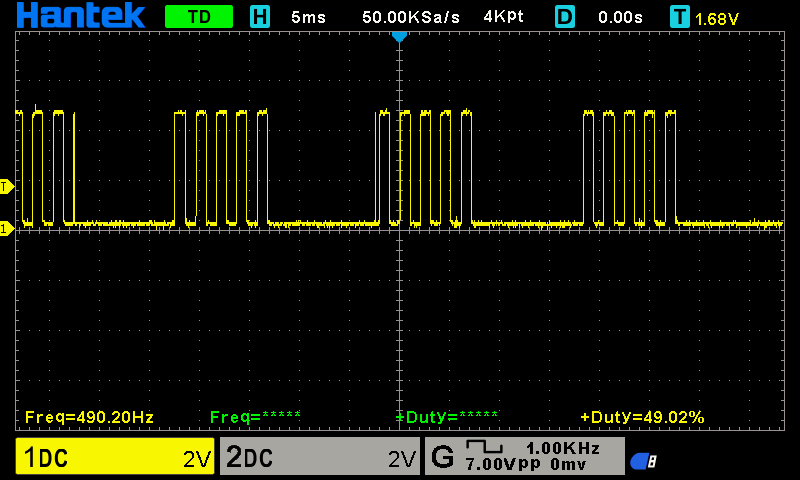 Hantek TD H 5ms 50.00KSa/s 4Kpt D 0.00s T 1.68V
T
1
Freq=490.20Hz Freq=***** +Duty=***** +Duty=49.02%
1DC 2V 2DC 2V G 1.00KHz
7.00Vpp 0mv